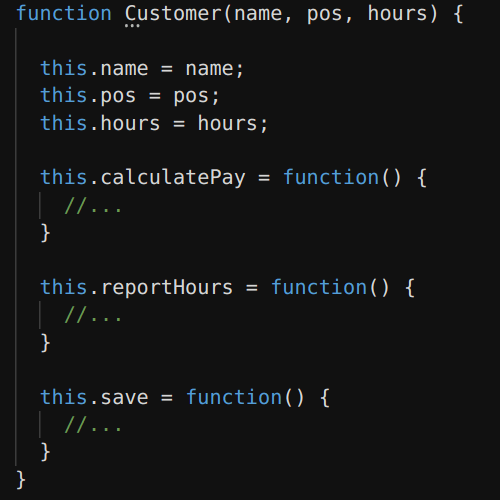 function Customer(name, pos, hours) {
this.name = name;
this.pos = pos;
this.hours = hours;
this.calculatePay = function() {
//...
}
this.reportHours = function() {
//...
}
this.save = function() {
//...
}
}